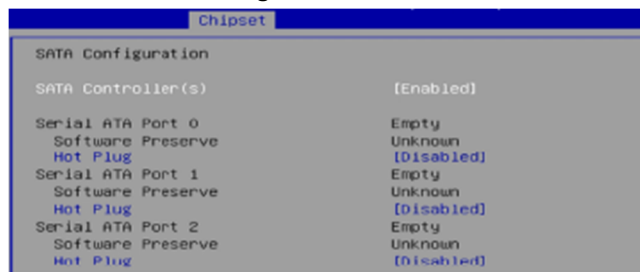 Chipset
SATA Configuration
SATA Controller(s) [Enabled]
Serial ATA Port 0 Empty
Software Preserve Unknown
Hot Plug [Disabled]
Serial ATA Port 1 Empty
Software Preserve Unknown
Hot Plug [Disabled]
Serial ATA Port 2 Empty
Software Preserve Unknown
Hot Plug [Disabled]